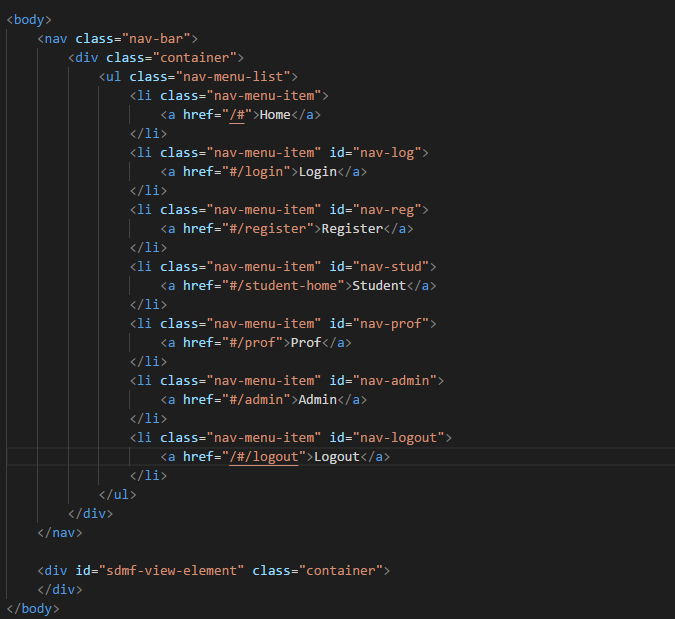 <body>
<nav class="nav-bar">
<div class="container">
<ul class="nav-menu-list">
<li class="nav-menu-item">
<a href="/#">Home</a>
</li>
<li class="nav-menu-item" id="nav-log">
<a href="#/login">Login</a>
</li>
<li class="nav-menu-item" id="nav-reg">
<a href="#/register">Register</a>
</li>
<li class="nav-menu-item" id="nav-stud">
<a href="#/student-home">Student</a>
</li>
<li class="nav-menu-item" id="nav-prof">
<a href="#/prof">Prof</a>
</li>
<li class="nav-menu-item" id="nav-admin">
<a href="#/admin">Admin</a>
</li>
<li class="nav-menu-item" id="nav-logout">
<a href="/#/logout">Logout</a>
</li>
</ul>
</div>
</nav>
<div id="sdmf-view-element" class="container">
</div>
</body>